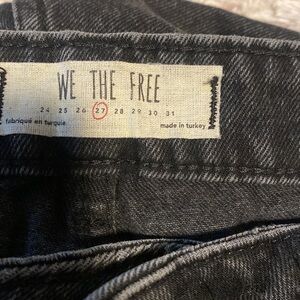 WE THE FREE
24 25 26 27 28 29 30 31
fabriqué en turquie
made in turkey